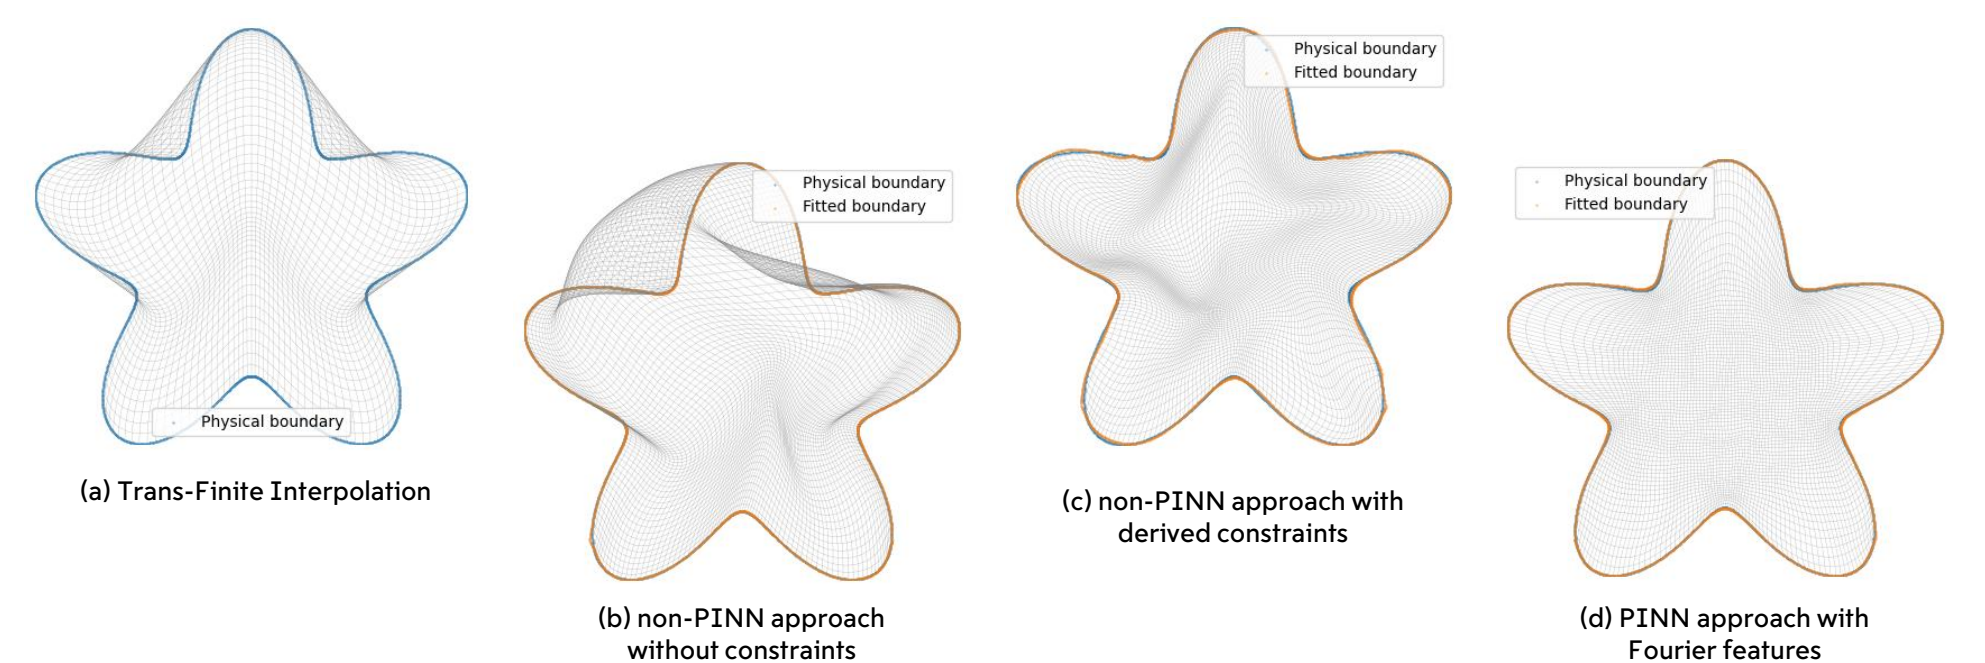 Physical boundary
(a) Trans-Finite Interpolation
Physical boundary
Fitted boundary
(b) non-PINN approach
without constraints
Physical boundary
Fitted boundary
(c) non-PINN approach with
derived constraints
Physical boundary
Fitted boundary
(d) PINN approach with
Fourier features